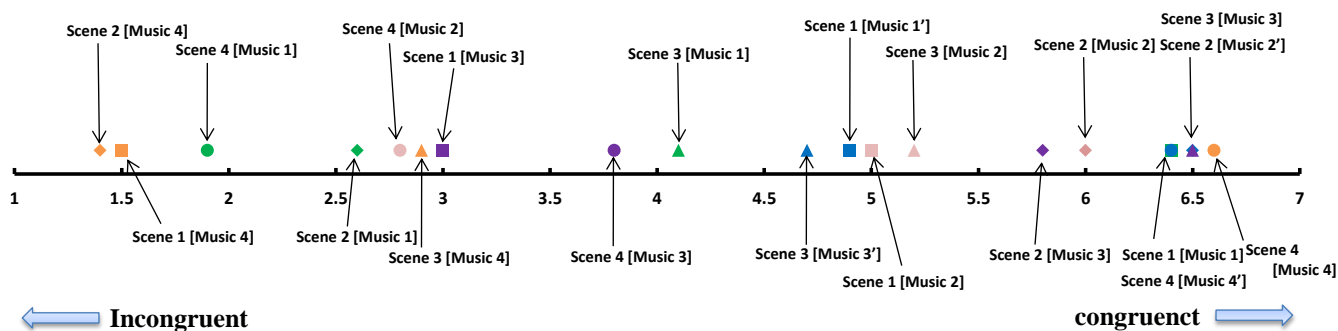 Scene 2 [Music 4]
Scene 4 [Music 1]
Scene 4 [Music 2]
Scene 1 [Music 3]
Scene 3 [Music 1]
Scene 1 [Music 1’]
Scene 3 [Music 2]
Scene 2 [Music 2]
Scene 3 [Music 3]
Scene 2 [Music 2’]
1 1.5 2 2.5 3 3.5 4 4.5 5 5.5 6 6.5 7
Scene 1 [Music 4]
Scene 2 [Music 1]
Scene 3 [Music 4]
Scene 4 [Music 3]
Scene 3 [Music 3’]
Scene 1 [Music 2]
Scene 2 [Music 3]
Scene 1 [Music 1]
Scene 4 [Music 4’]
Scene 4
[Music 4]
Incongruent
congruenct